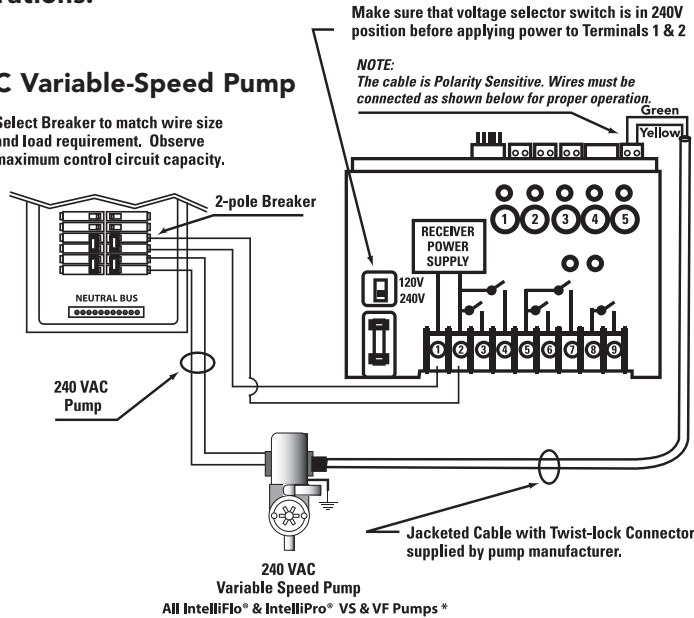 Make sure that voltage selector switch is in 240V
position before applying power to Terminals 1 & 2
NOTE:
The cable is Polarity Sensitive. Wires must be
connected as shown below for proper operation.
C Variable-Speed Pump
Select Breaker to match wire size
and load requirement. Observe
maximum control circuit capacity.
Green
Yellow
2-pole Breaker
1 2 3 4 5
RECEIVER
POWER
SUPPLY
120V
240V
NEUTRAL BUS
1 2 3 4 5 6 7 8 9
240 VAC
Pump
Jacketed Cable with Twist-lock Connector
supplied by pump manufacturer.
240 VAC
Variable Speed Pump
All IntelliFlo® & IntelliPro® VS & VF Pumps *